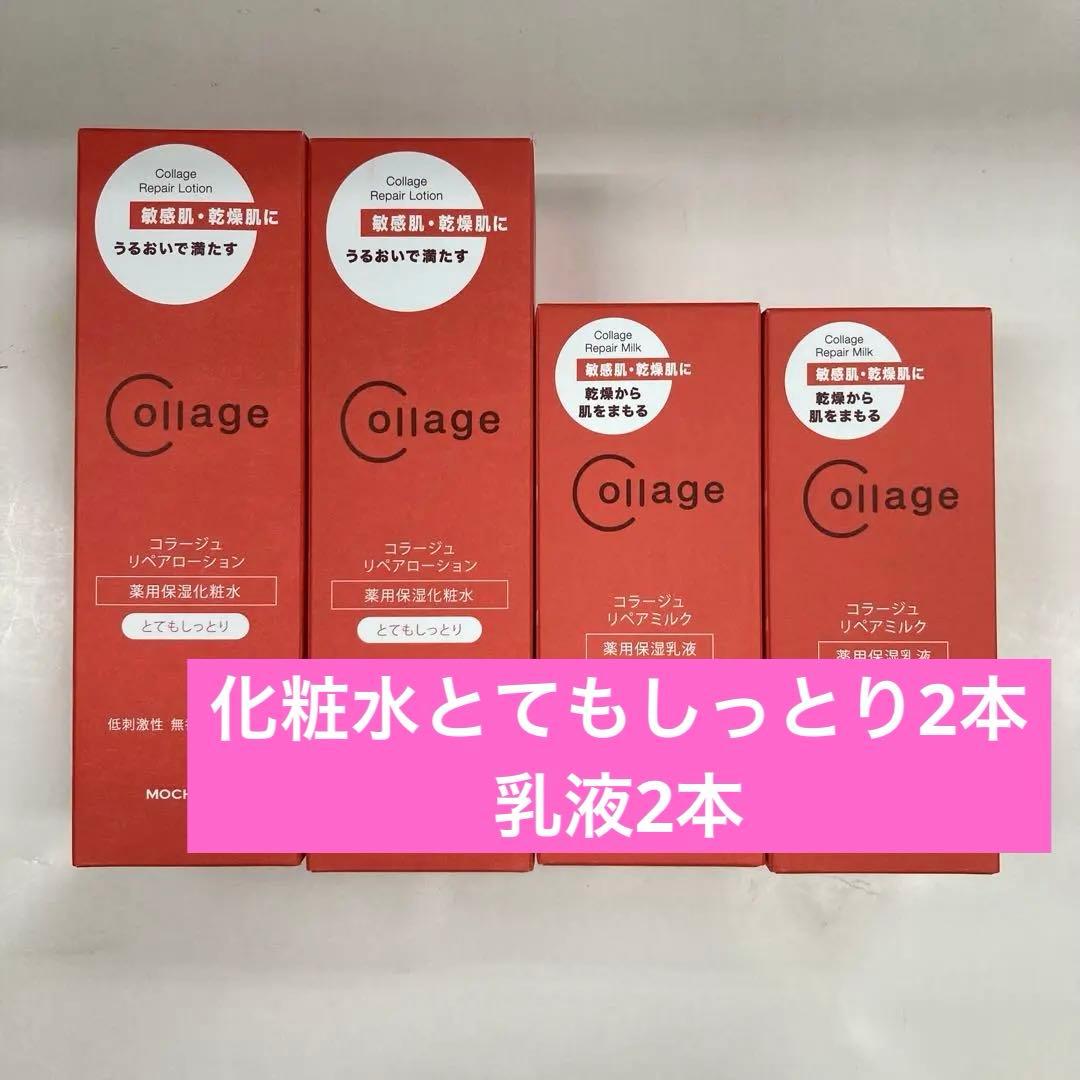 Collage
Repair Lotion
敏感肌・乾燥肌に
うるおいで満たす
Collage
コラージュ
リペアローション
薬用保湿化粧水
とてもしっとり
低刺激性 無
MOCH
Collage
Repair Lotion
敏感肌・乾燥肌に
うるおいで満たす
Collage
コラージュ
リペアローション
薬用保湿化粧水
とてもしっとり
Collage
Repair Milk
敏感肌・乾燥肌に
乾燥から
肌をまもる
Collage
コラージュ
リペアミルク
薬用保湿乳液
Collage
Repair Milk
敏感肌・乾燥肌に
乾燥から
肌をまもる
Collage
コラージュ
リペアミルク
薬用保湿乳液
化粧水とてもしっとり2本
乳液2本